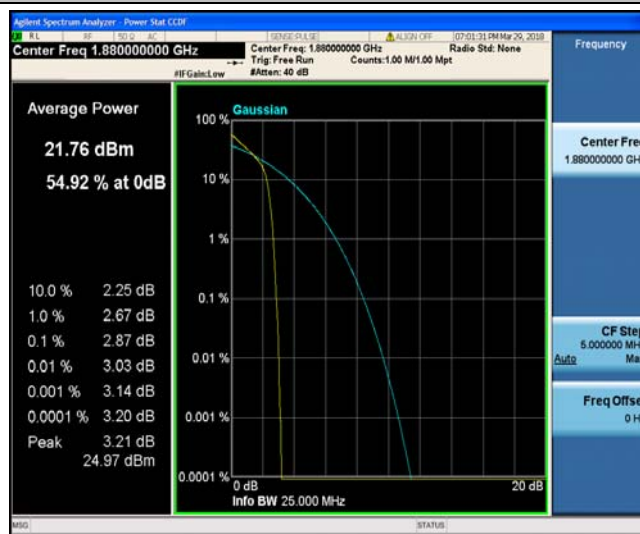 Agilent Spectrum Analyzer - Power Stat CCDF
RL RF 50 Ω AC SENSE:PULSE ALIGN OFF 07:01:31 PM Mar 29, 2018
Center Freq 1.880000000 GHz
Center Freq: 1.880000000 GHz Radio Std: None
Trig: Free Run Counts:1.00 M/1.00 Mpt
#IFGain:Low #Atten: 40 dB
Frequency
Average Power
21.76 dBm
54.92 % at 0dB
10.0 % 2.25 dB
1.0 % 2.67 dB
0.1 % 2.87 dB
0.01 % 3.03 dB
0.001 % 3.14 dB
0.0001 % 3.20 dB
Peak 3.21 dB
24.97 dBm
Gaussian
100 %
10 %
1 %
0.1 %
0.01 %
0.001 %
0.0001 %
0 dB 20 dB
Info BW 25.000 MHz
Center Fre
1.880000000 GH
CF Step
5.000000 MH
Auto Ma
Freq Offse
0 H
MSG STATUS